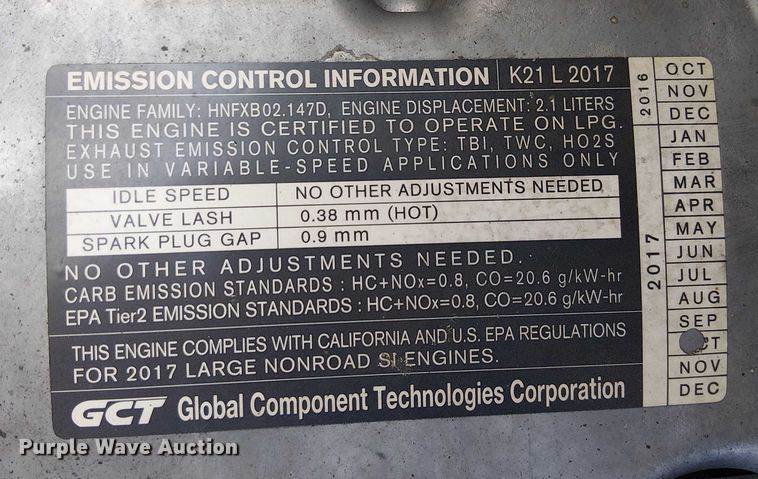 EMISSION CONTROL INFORMATION K21 L 2017
ENGINE FAMILY: HNFXB02.147D, ENGINE DISPLACEMENT: 2.1 LITERS
THIS ENGINE IS CERTIFIED TO OPERATE ON LPG.
EXHAUST EMISSION CONTROL TYPE: TBI, TWC, HO2S
USE IN VARIABLE-SPEED APPLICATIONS ONLY
IDLE SPEED NO OTHER ADJUSTMENTS NEEDED
VALVE LASH 0.38 mm (HOT)
SPARK PLUG GAP 0.9 mm
NO OTHER ADJUSTMENTS NEEDED.
CARB EMISSION STANDARDS : HC+NOx=0.8, CO=20.6 g/kW-hr
EPA Tier2 EMISSION STANDARDS : HC+NOx=0.8, CO=20.6 g/kW-hr
THIS ENGINE COMPLIES WITH CALIFORNIA AND U.S. EPA REGULATIONS
FOR 2017 LARGE NONROAD SI ENGINES.
GCT Global Component Technologies Corporation
2016
OCT
NOV
DEC
2017
JAN
FEB
MAR
APR
MAY
JUN
JUL
AUG
SEP
NOV
DEC
Purple Wave Auction